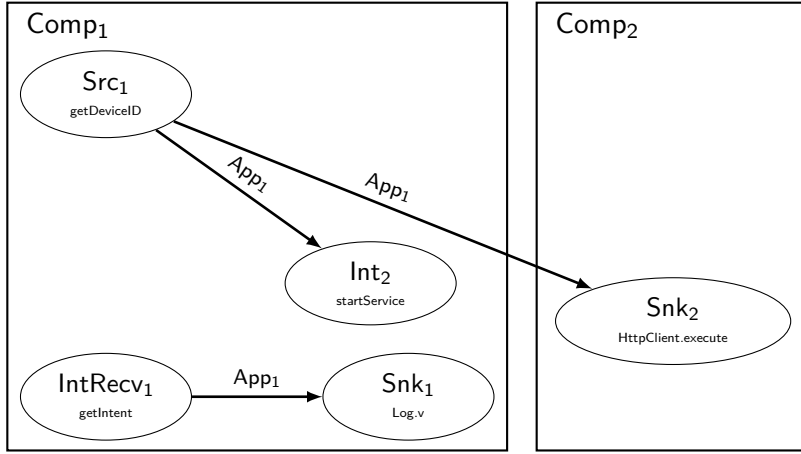 Comp₁
Comp₂
Src₁
getDeviceID
App₁
App₁
Int₂
startService
Snk₂
HttpClient.execute
IntRecv₁
getIntent
App₁
Snk₁
Log.v